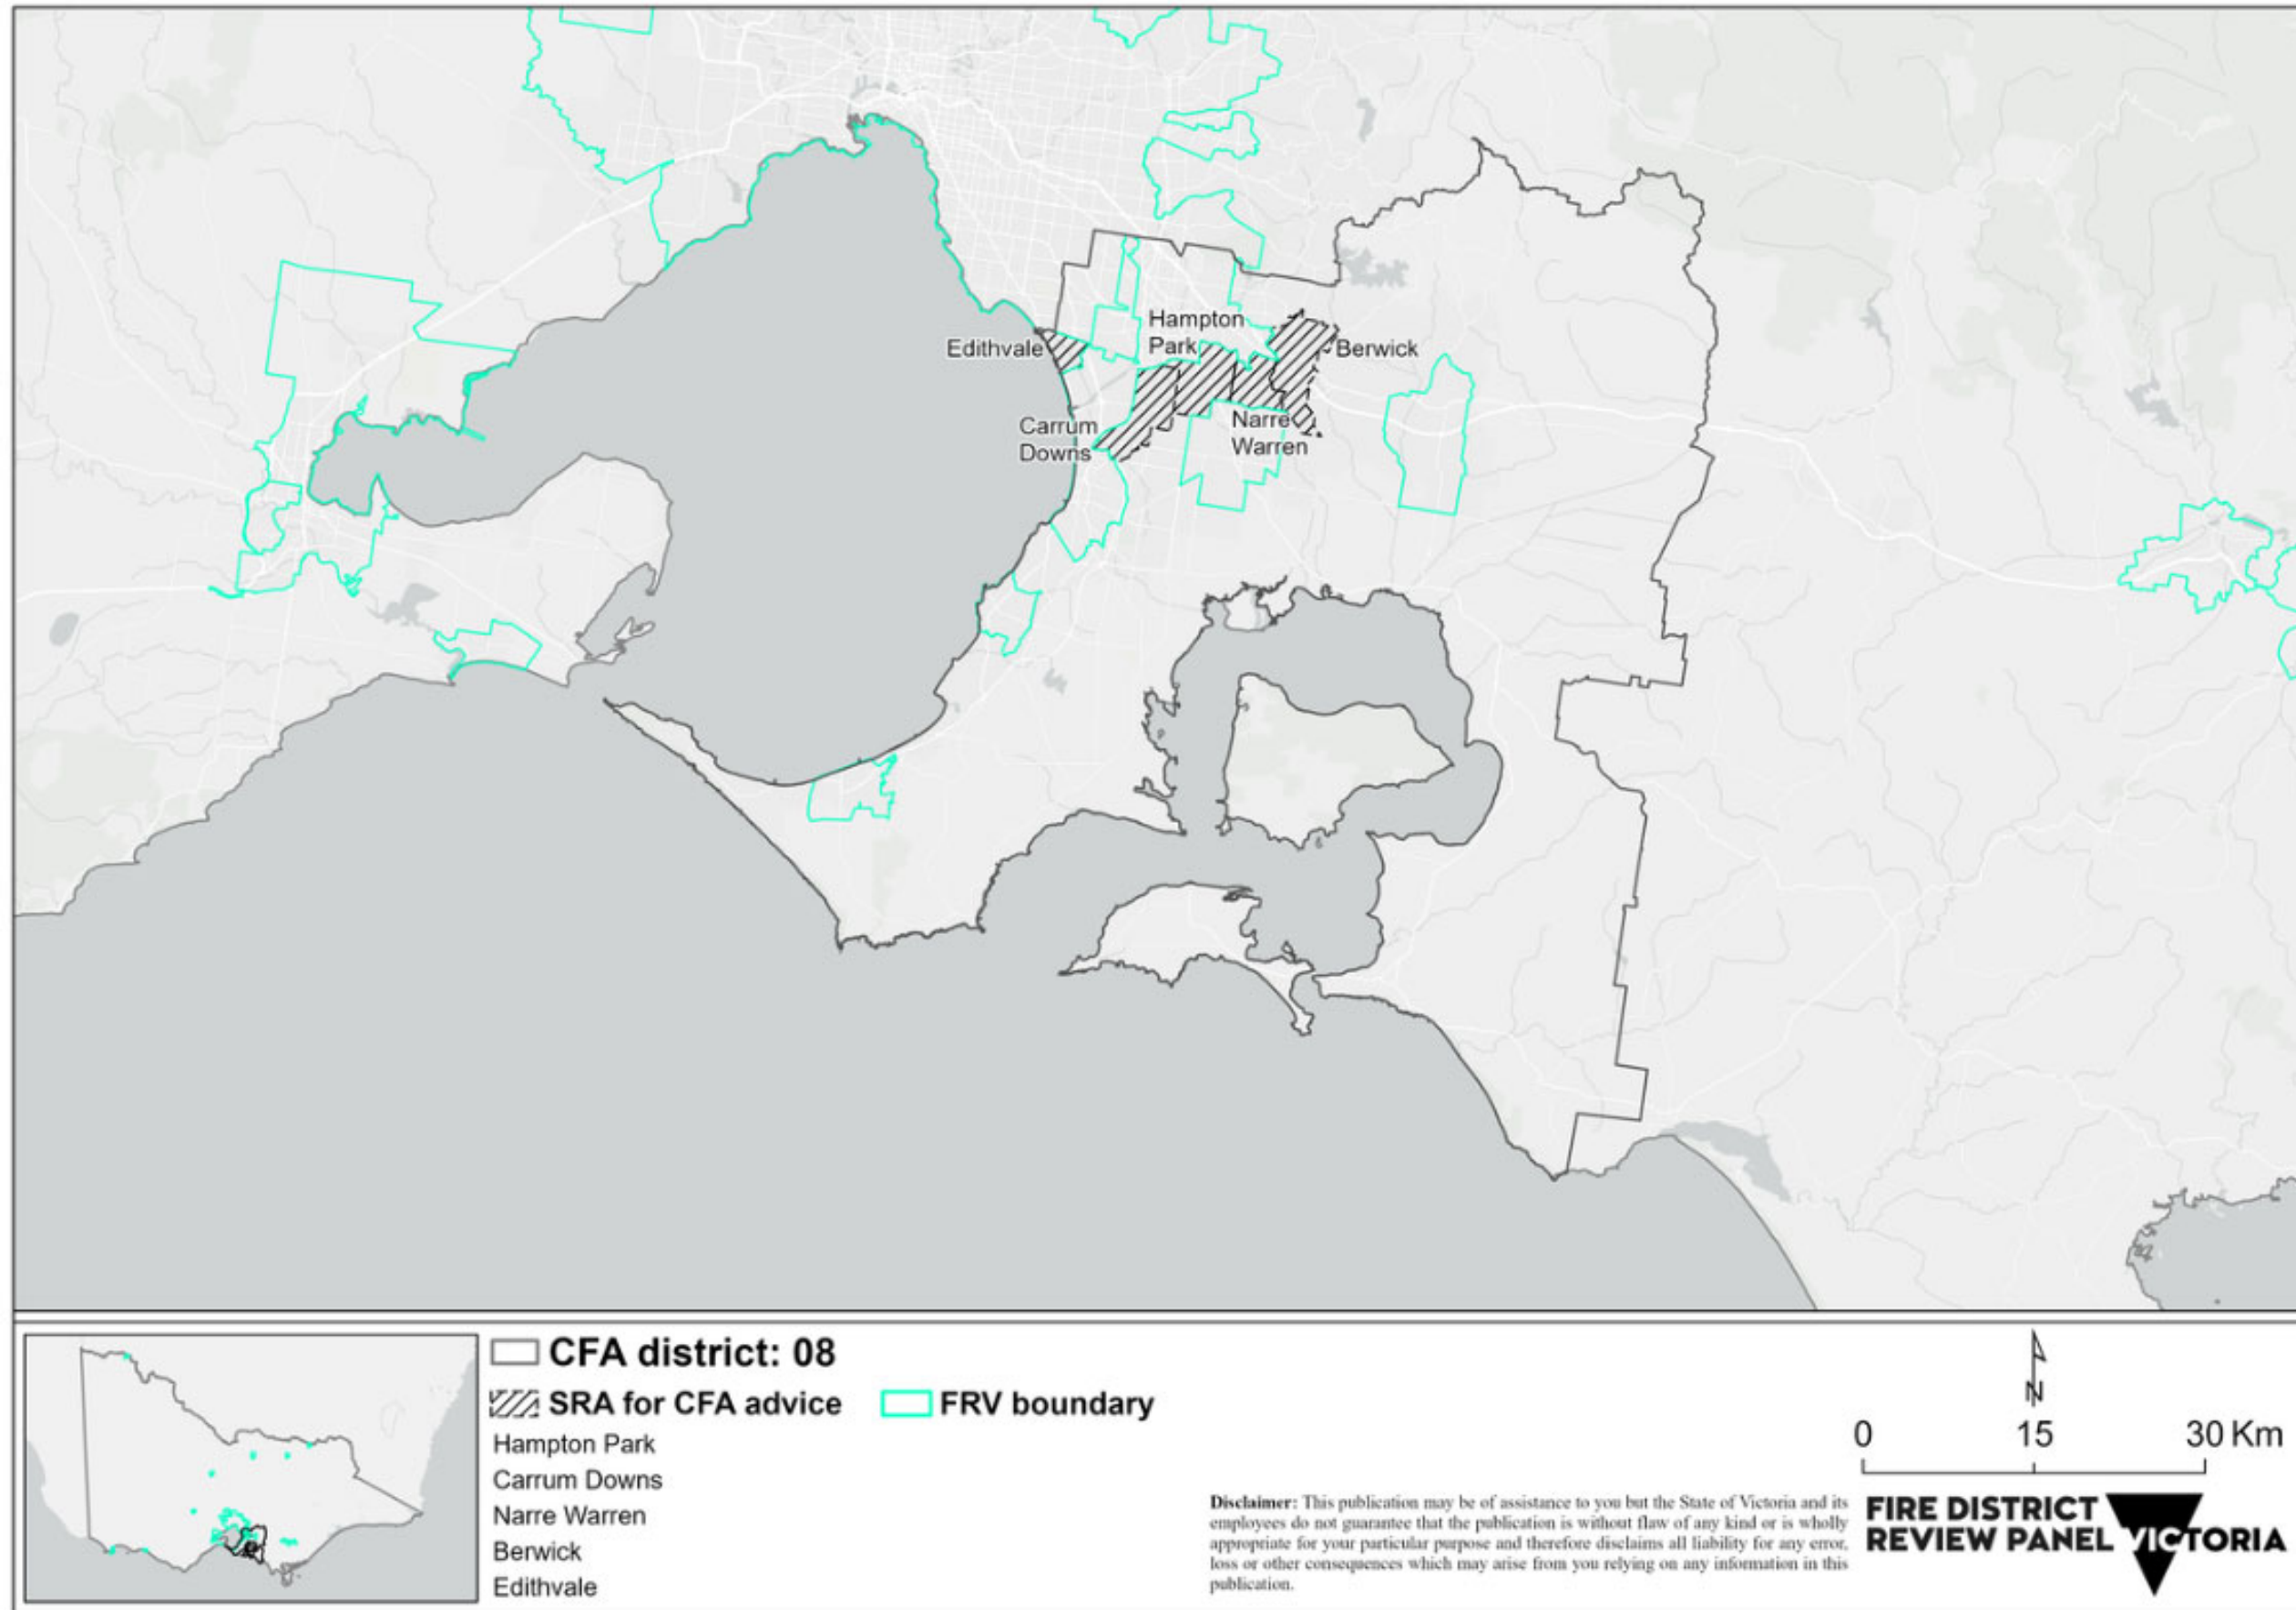 Hampton
Park
Edithvale
Berwick
Carrum
Downs
Narre
Warren
CFA district: 08
SRA for CFA advice
FRV boundary
Hampton Park
Carrum Downs
Narre Warren
Berwick
Edithvale
N
0 15 30 Km
Disclaimer: This publication may be of assistance to you but the State of Victoria and its
employees do not guarantee that the publication is without flaw of any kind or is wholly
appropriate for your particular purpose and therefore disclaims all liability for any error,
loss or other consequences which may arise from you relying on any information in this
publication.
FIRE DISTRICT
REVIEW PANEL
VICTORIA